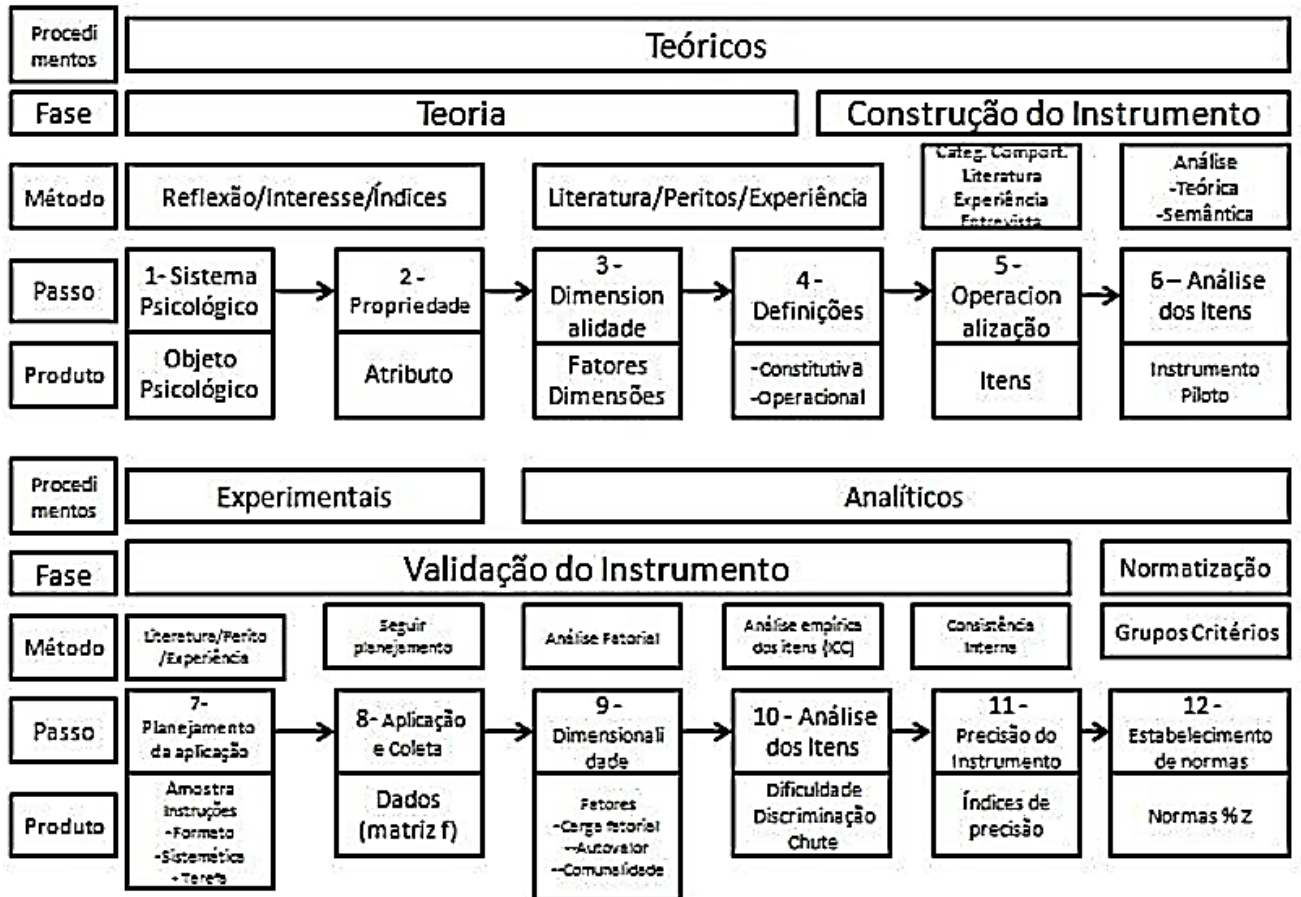 Procedi
mentos
Teóricos
Fase
Teoria
Construção do Instrumento
Método
Reflexão/Interesse/Índices
Literatura/Peritos/Experiência
Categ. Comport.
Literatura
Experiência
Entrevista
Análise
-Teórica
-Semântica
Passo
1- Sistema
Psicológico
2 -
Propriedade
3 -
Dimension
alidade
4 -
Definições
5 -
Operacion
alização
6 – Análise
dos Itens
Produto
Objeto
Psicológico
Atributo
Fatores
Dimensões
-Constitutiva
-Operacional
Itens
Instrumento
Piloto
Procedi
mentos
Experimentais
Analíticos
Fase
Validação do Instrumento
Normatização
Método
Literatura/Perito
/Experiência
Seguir
planejamento
Análise Fatorial
Análise empírica
dos itens (ICC)
Consistência
Interna
Grupos Critérios
Passo
7-
Planejamento
da aplicação
8- Aplicação
e Coleta
9 -
Dimensionali
dade
10 - Análise
dos Itens
11 -
Precisão do
Instrumento
12 -
Estabelecimento
de normas
Produto
Amostra
Instruções
-Formato
-Sistemática
-Tarefa
Dados
(matriz f)
Fatores
-Carga fatorial
--Autovalor
--Comunalidade
Dificuldade
Discriminação
Chute
Índices de
precisão
Normas % Z